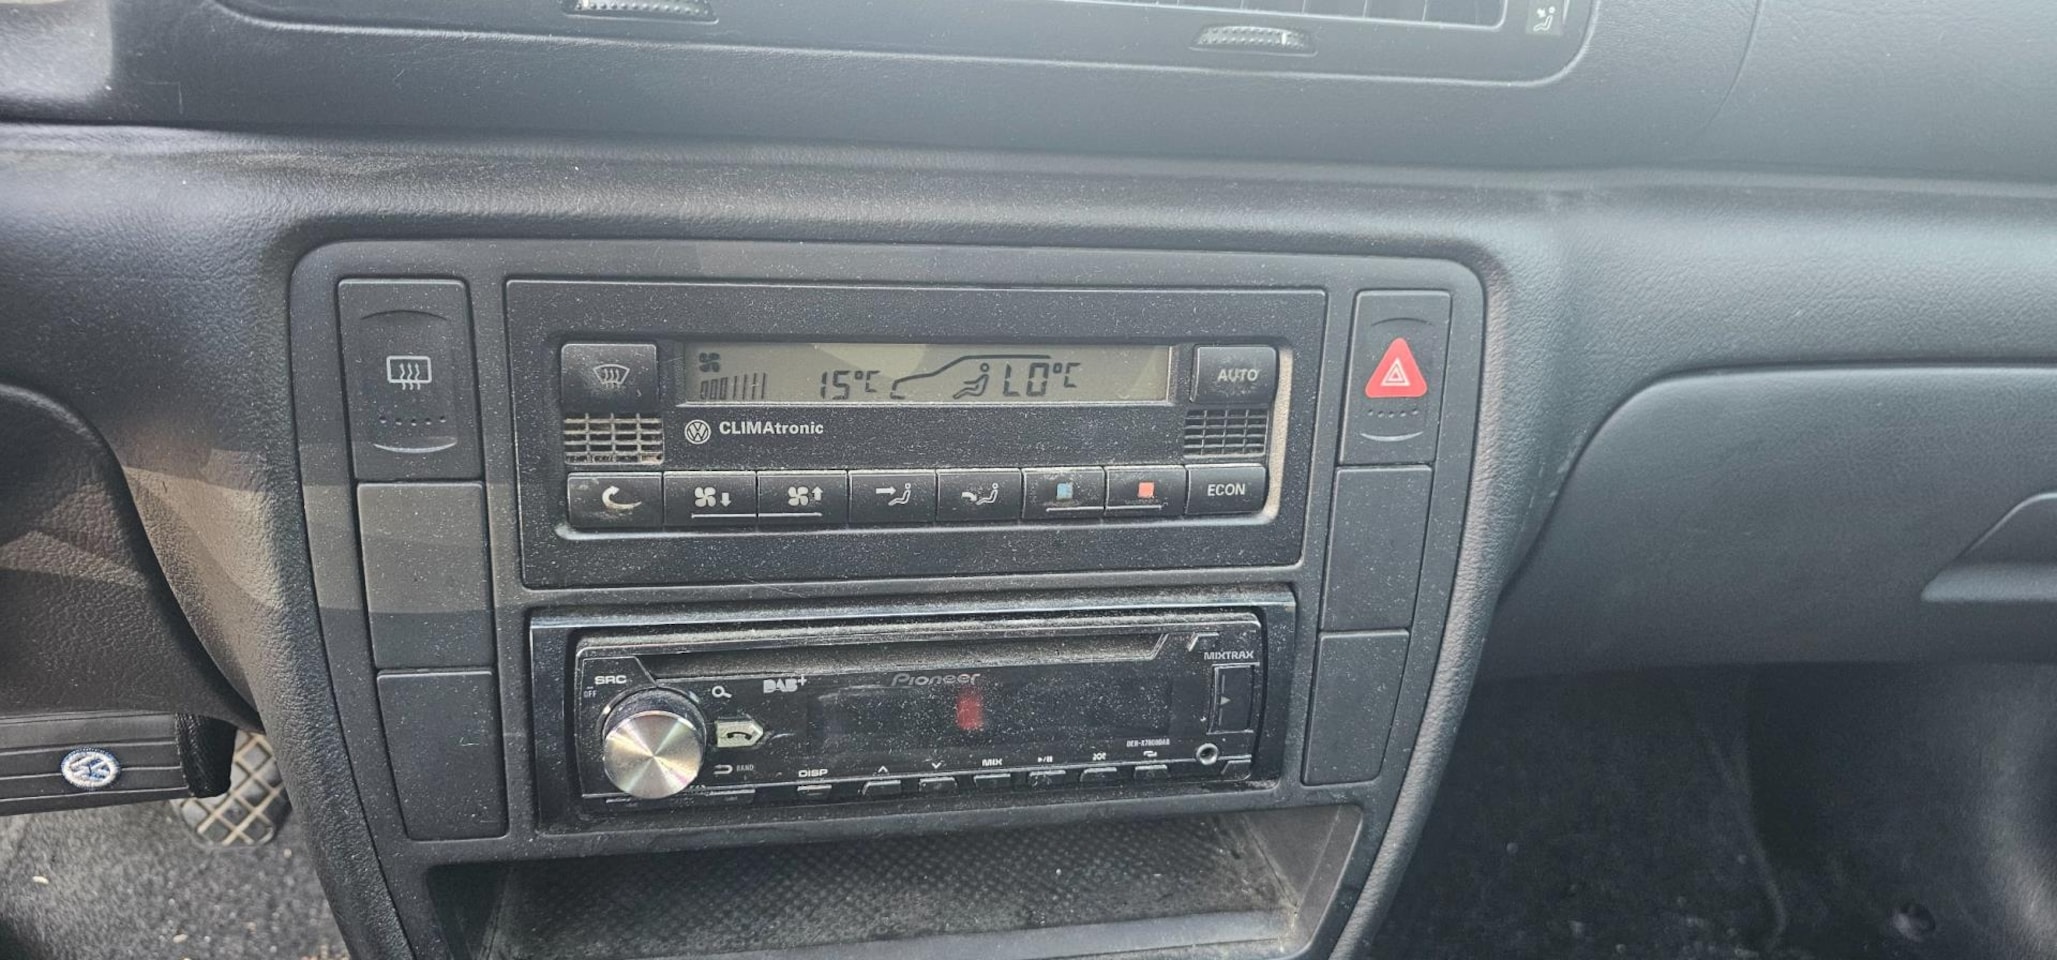 15°C LO°C
AUTO
CLIMAtronic
ECON
MIXTRAX
SRC
OFF
DAB+
Pioneer
BAND
DISP
MIX